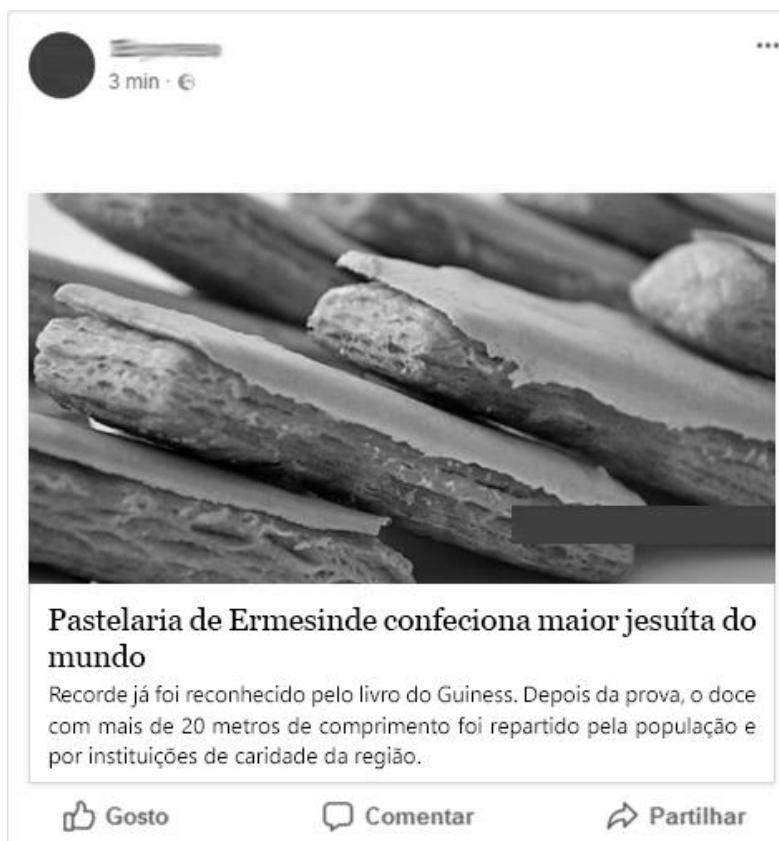 3 min
Pastelaria de Ermesinde confeciona maior jesuíta do
mundo
Recorde já foi reconhecido pelo livro do Guiness. Depois da prova, o doce
com mais de 20 metros de comprimento foi repartido pela população e
por instituições de caridade da região.
Gosto Comentar Partilhar